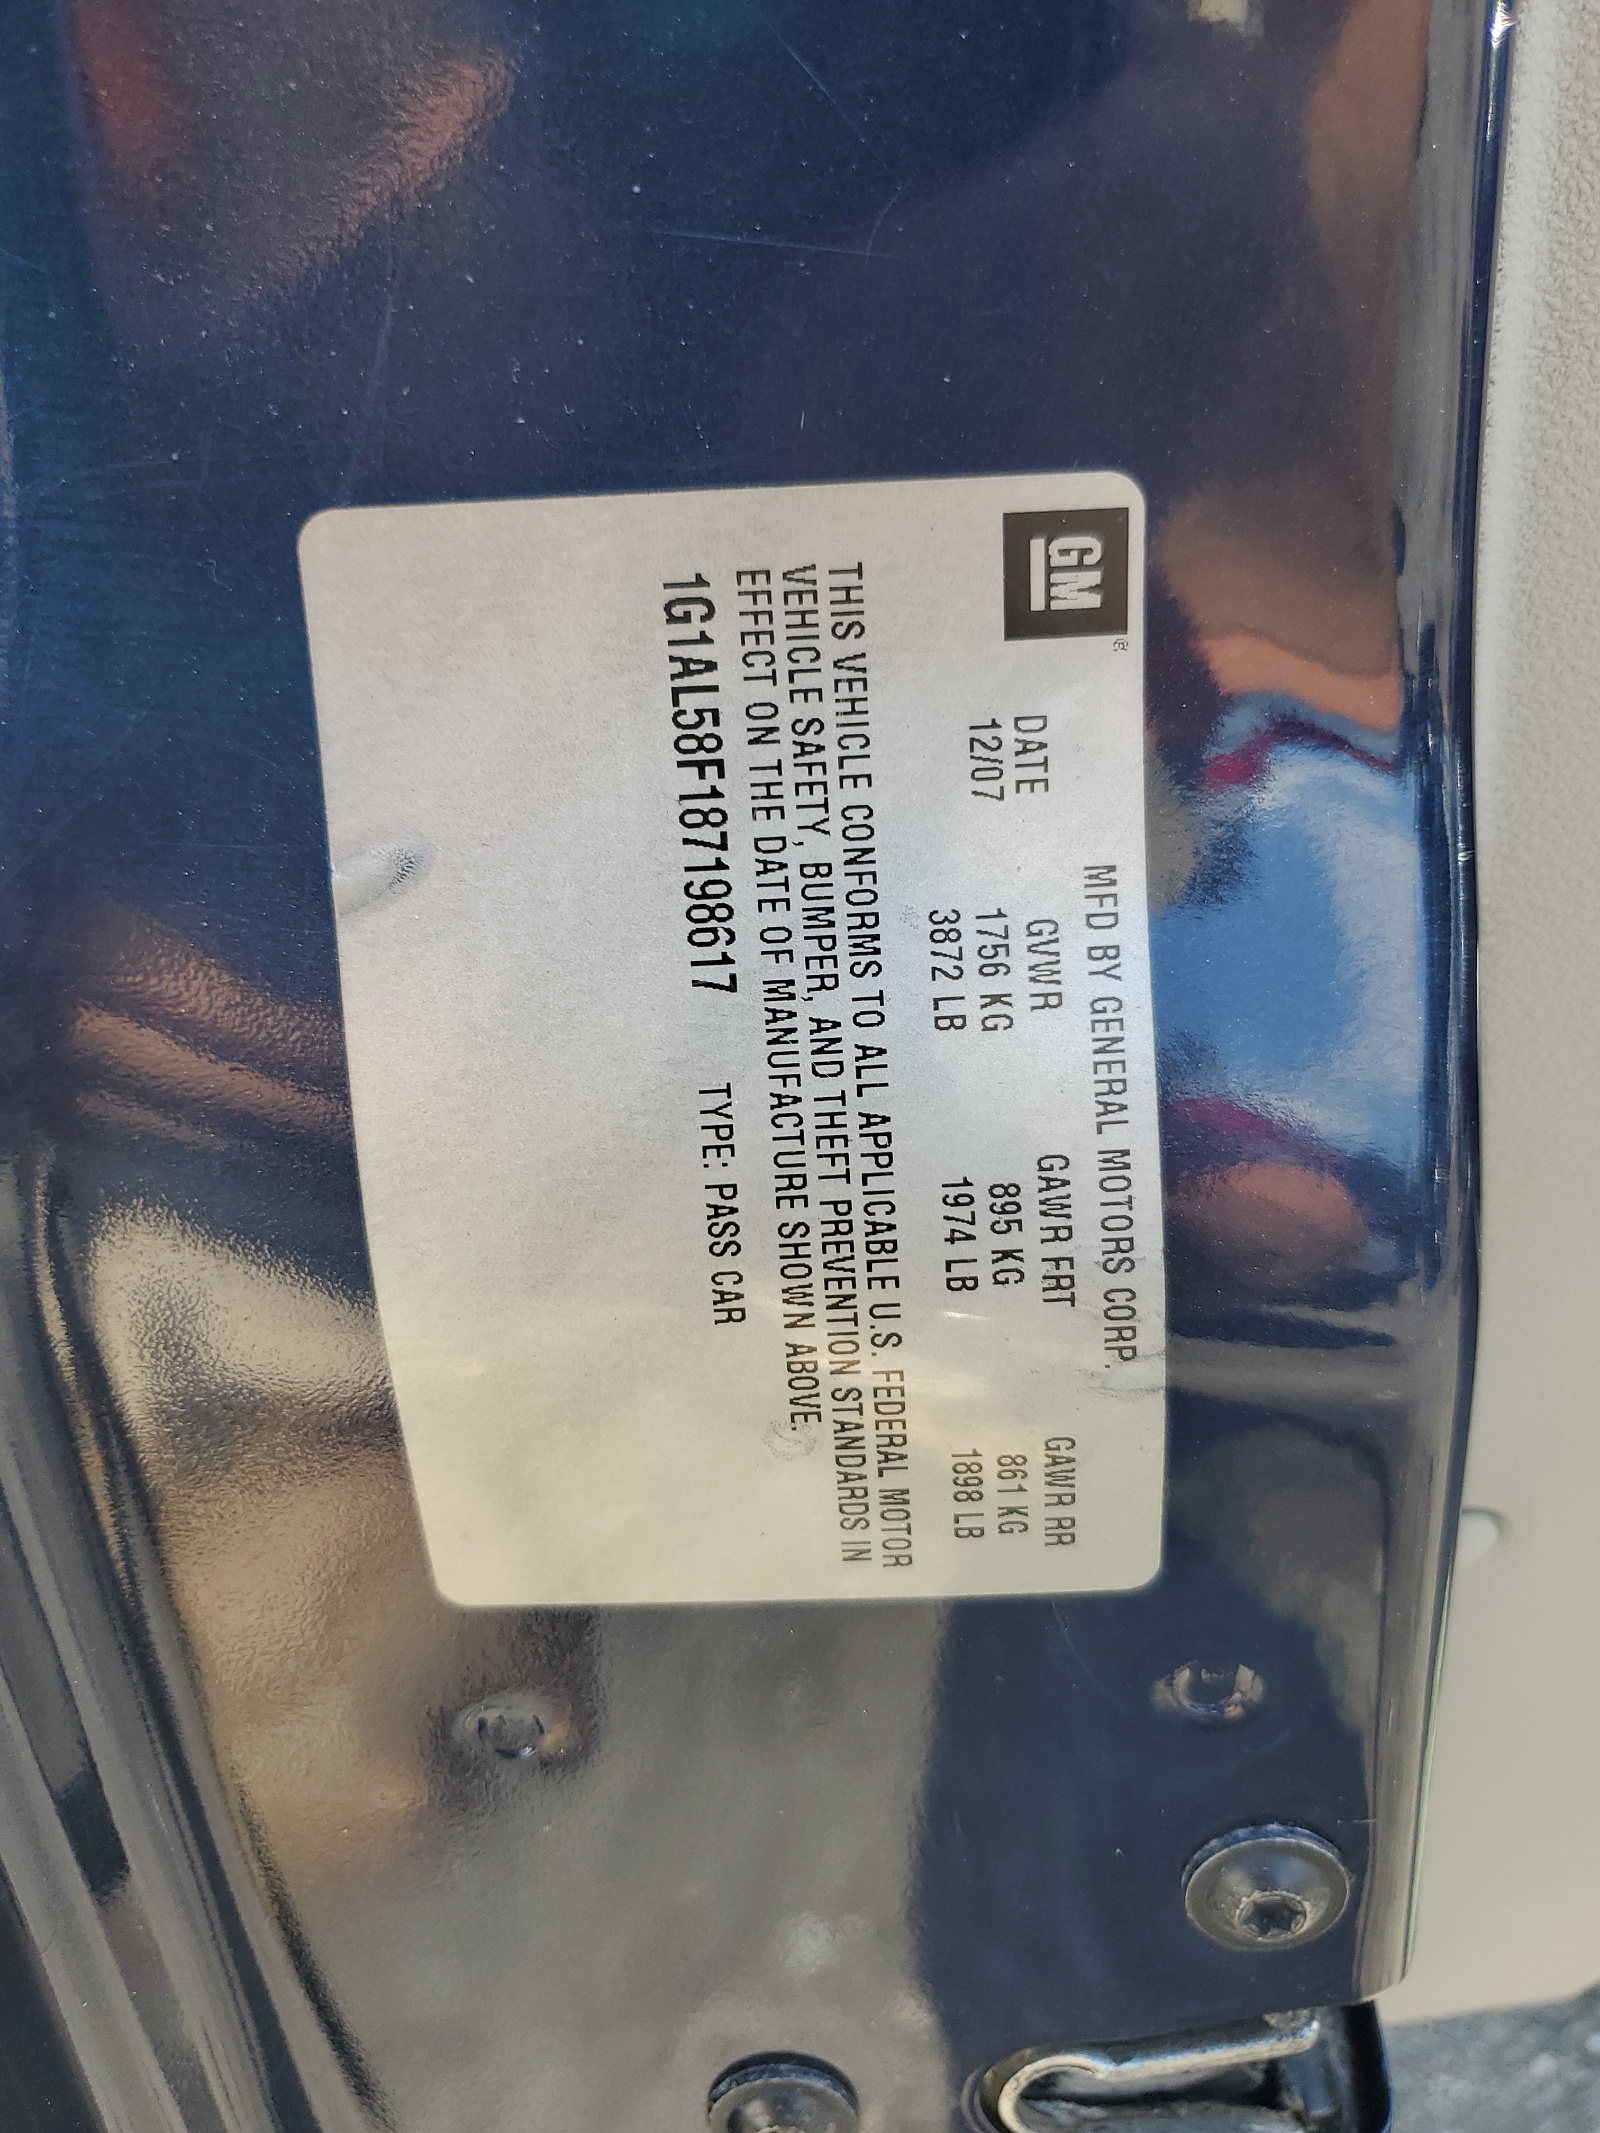 GM ®
MFD BY GENERAL MOTORS CORP.
DATE GVWR GAWR FRT GAWR RR
12/07 1756 KG 895 KG 861 KG
3872 LB 1974 LB 1898 LB
THIS VEHICLE CONFORMS TO ALL APPLICABLE U.S. FEDERAL MOTOR
VEHICLE SAFETY, BUMPER, AND THEFT PREVENTION STANDARDS IN
EFFECT ON THE DATE OF MANUFACTURE SHOWN ABOVE.
1G1AL58F187198617 TYPE: PASS CAR